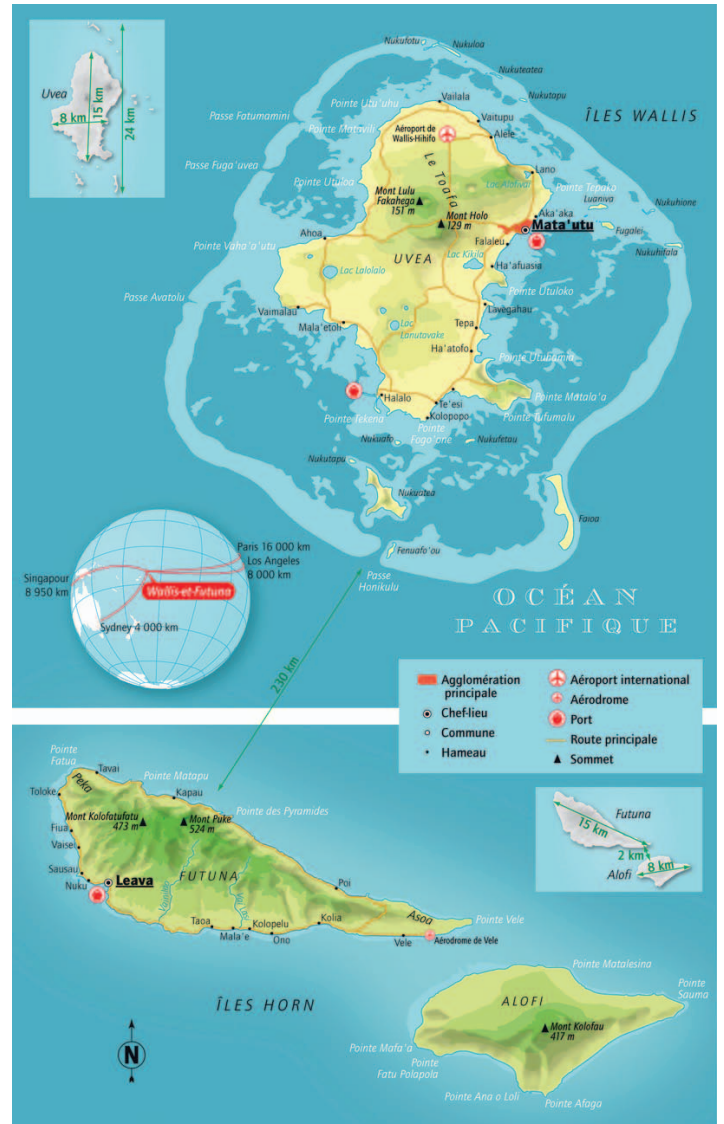 Uvea
8 km
15 km
24 km
Nukufotu
Nukuloa
Nukuteatea
Nukutapu
ÎLES WALLIS
Passe Fatumamini
Pointe Utu'uhu
Vailala
Vaitupu
Alele
Pointe Matavili
Aéroport de
Wallis-Hihifo
Le Toafa
Passe Fuga'uvea
Pointe Utuloa
Mont Lulu
Fakahega
151 m
Lano
Lac Alofivai
Pointe Tepako
Luaniva
Nukuhione
Mont Holo
129 m
Aka'aka
Mata'utu
Fugalei
Nukuhifala
Ahoa
Pointe Vaha'a'utu
UVEA
Falaleu
Lac Kikila
Ha'afuasia
Lac Lalolalo
Passe Avatolu
Pointe Utuloko
Lavegahau
Vaimalau
Mala'etoli
Lac
Lanutavake
Tepa
Ha'atofo
Pointe Utuhamia
Halalo
Te'esi
Kolopopo
Pointe Matala'a
Pointe Tufumalu
Pointe Tekena
Pointe
Fogo'one
Nukuafo
Nukufetau
Nukutapu
Nukuatea
Faioa
Fenuafo'ou
Passe
Honikulu
Paris 16 000 km
Los Angeles
8 000 km
Singapour
8 950 km
Wallis-et-Futuna
Sydney 4 000 km
OCÉAN
PACIFIQUE
230 km
Agglomération
principale
Chef-lieu
Commune
Hameau
Aéroport international
Aérodrome
Port
Route principale
Sommet
Pointe
Fatua
Tavai
Pointe Matapu
Peka
Toloke
Kapau
Pointe des Pyramides
Mont Kolofatufatu
473 m
Mont Puke
524 m
Fiua
Vaisei
FUTUNA
Sausau
Nuku
Leava
Poi
Asoa
Pointe Vele
Taoa
Mala'e
Kolopelu
Ono
Kolia
Vele
Aérodrome de Vele
Futuna
15 km
2 km
Alofi
8 km
ÎLES HORN
N
Pointe Matalesina
Pointe
Sauma
ALOFI
Mont Kolofau
417 m
Pointe Mafa'a
Pointe
Fatu Polapola
Pointe Ana o Loli
Pointe Afaga